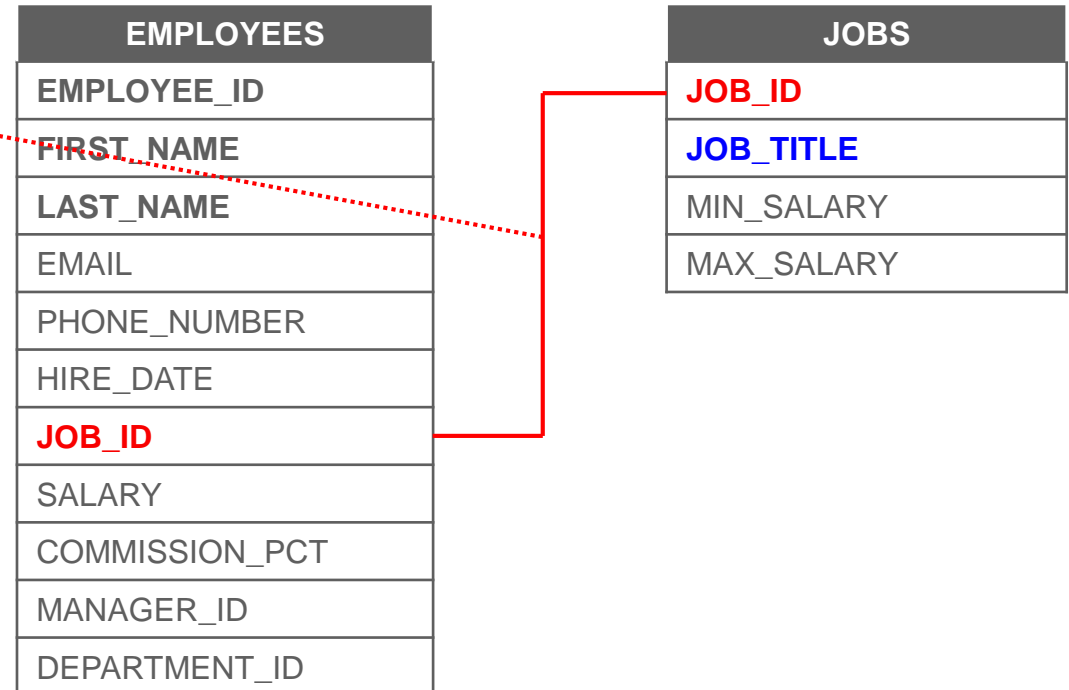 EMPLOYEES
EMPLOYEE_ID
FIRST_NAME
LAST_NAME
EMAIL
PHONE_NUMBER
HIRE_DATE
JOB_ID
SALARY
COMMISSION_PCT
MANAGER_ID
DEPARTMENT_ID
JOBS
JOB_ID
JOB_TITLE
MIN_SALARY
MAX_SALARY